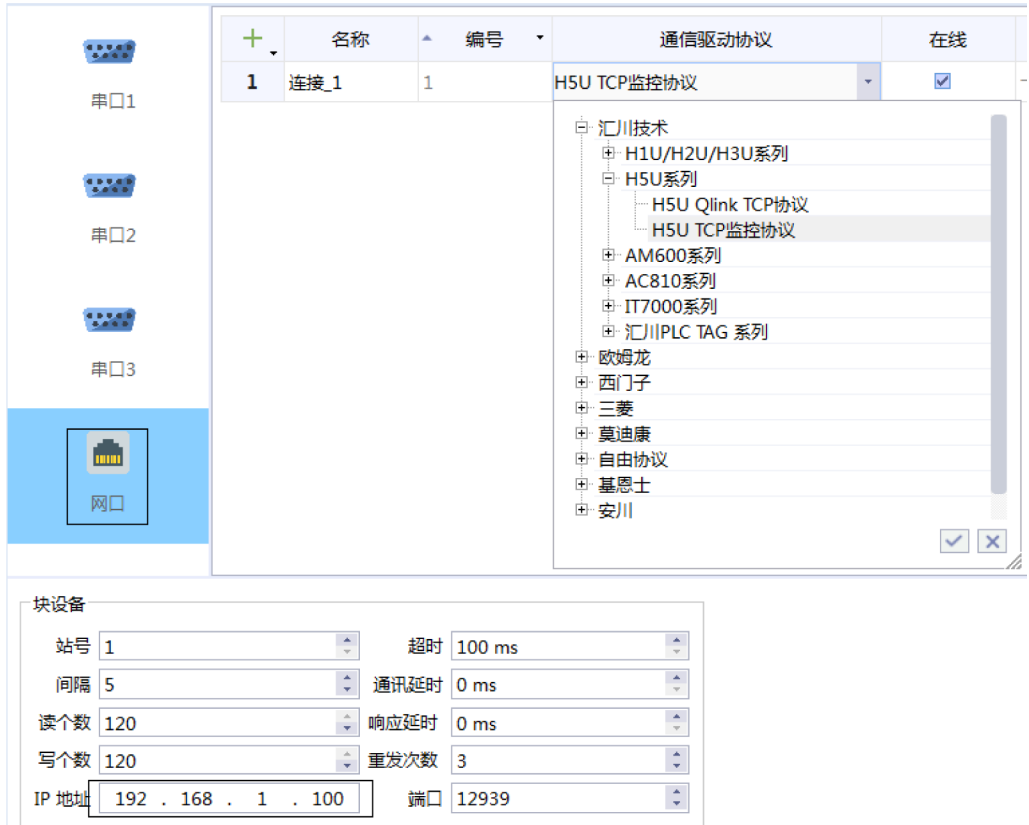 串口1
串口2
串口3
网口
名称 编号 通信驱动协议 在线
1 连接_1 1 H5U TCP监控协议
汇川技术
H1U/H2U/H3U系列
H5U系列
H5U Qlink TCP协议
H5U TCP监控协议
AM600系列
AC810系列
IT7000系列
汇川PLC TAG 系列
欧姆龙
西门子
三菱
莫迪康
自由协议
基恩士
安川
块设备
站号 1 超时 100 ms
间隔 5 通讯延时 0 ms
读个数 120 响应延时 0 ms
写个数 120 重发次数 3
IP 地址 192 . 168 . 1 . 100 端口 12939